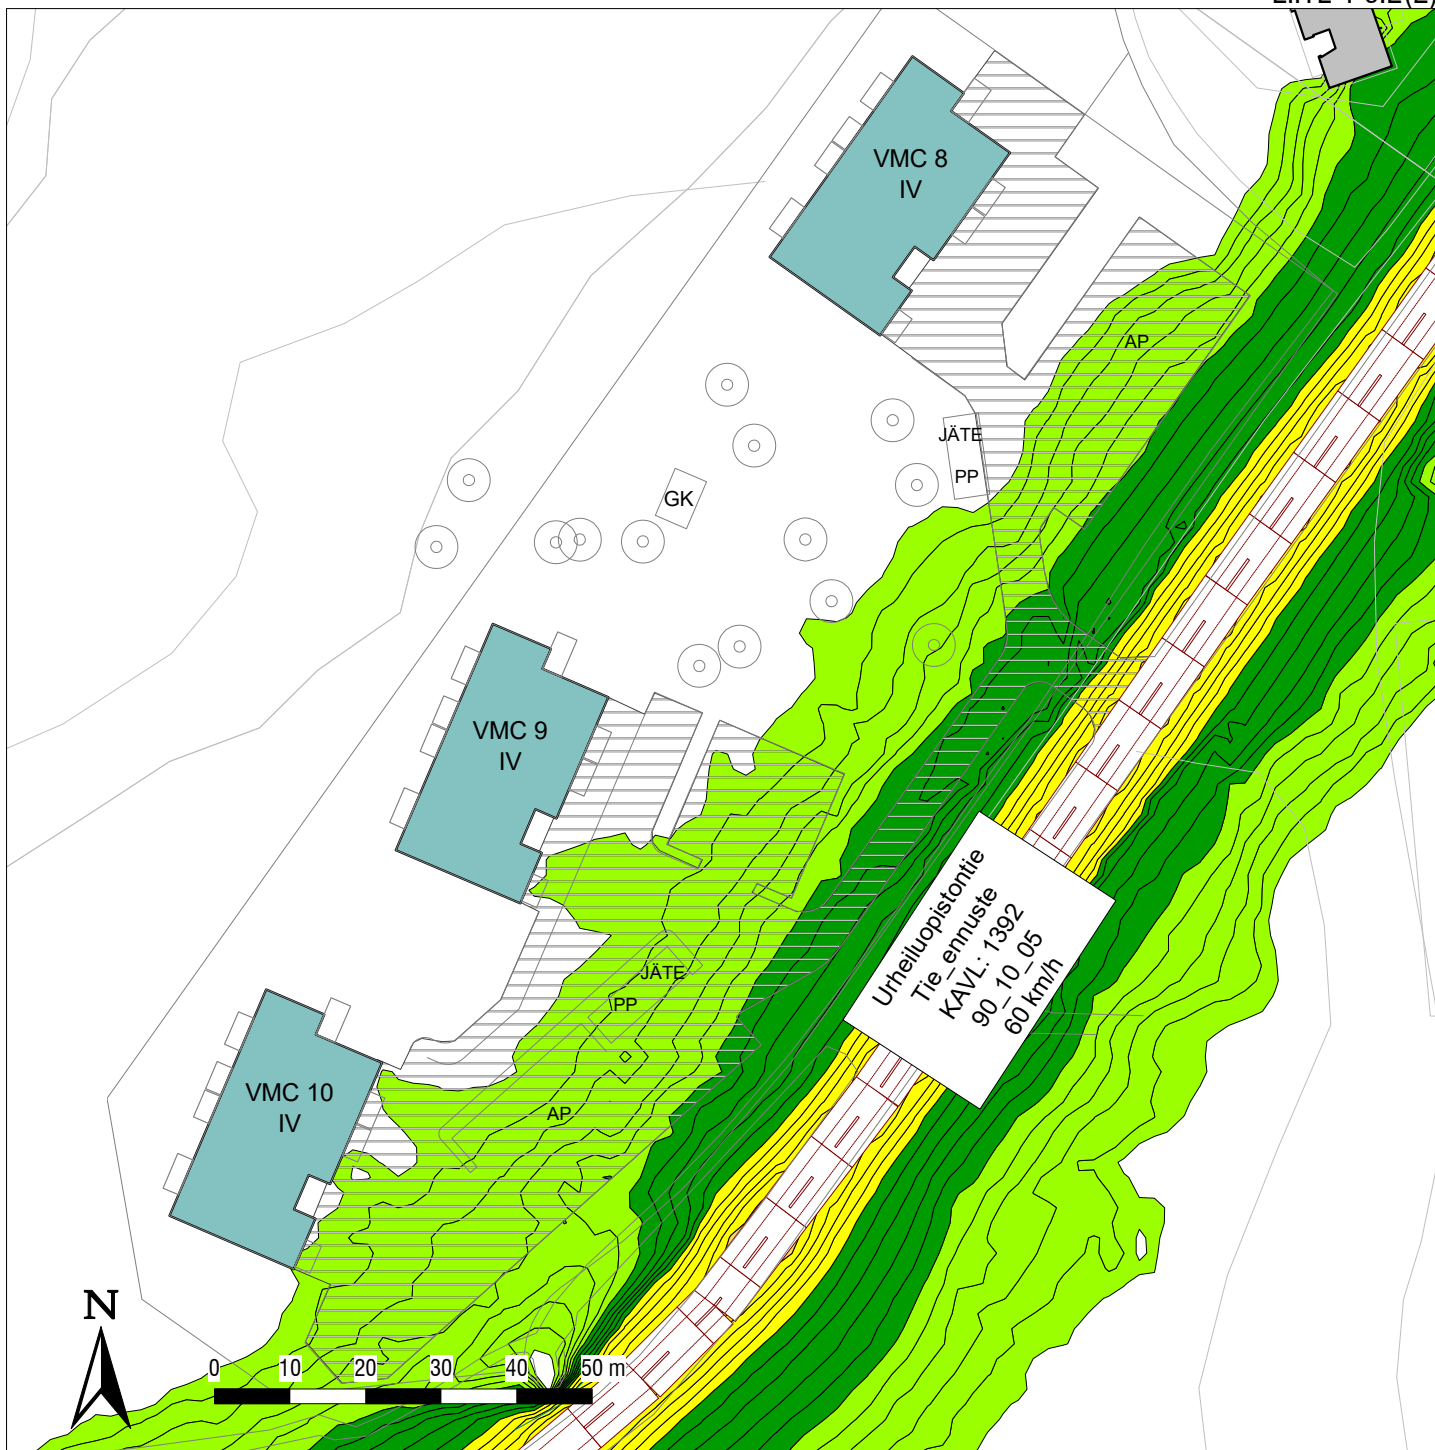 VMC 8
IV
AP
JÄTE
PP
GK
VMC 9
IV
Urheiluopistontie
Tie_ennuste
KAVL: 1392
90_10_05
60 km/h
JÄTE
PP
VMC 10
IV
AP
N
0 10 20 30 40 50 m